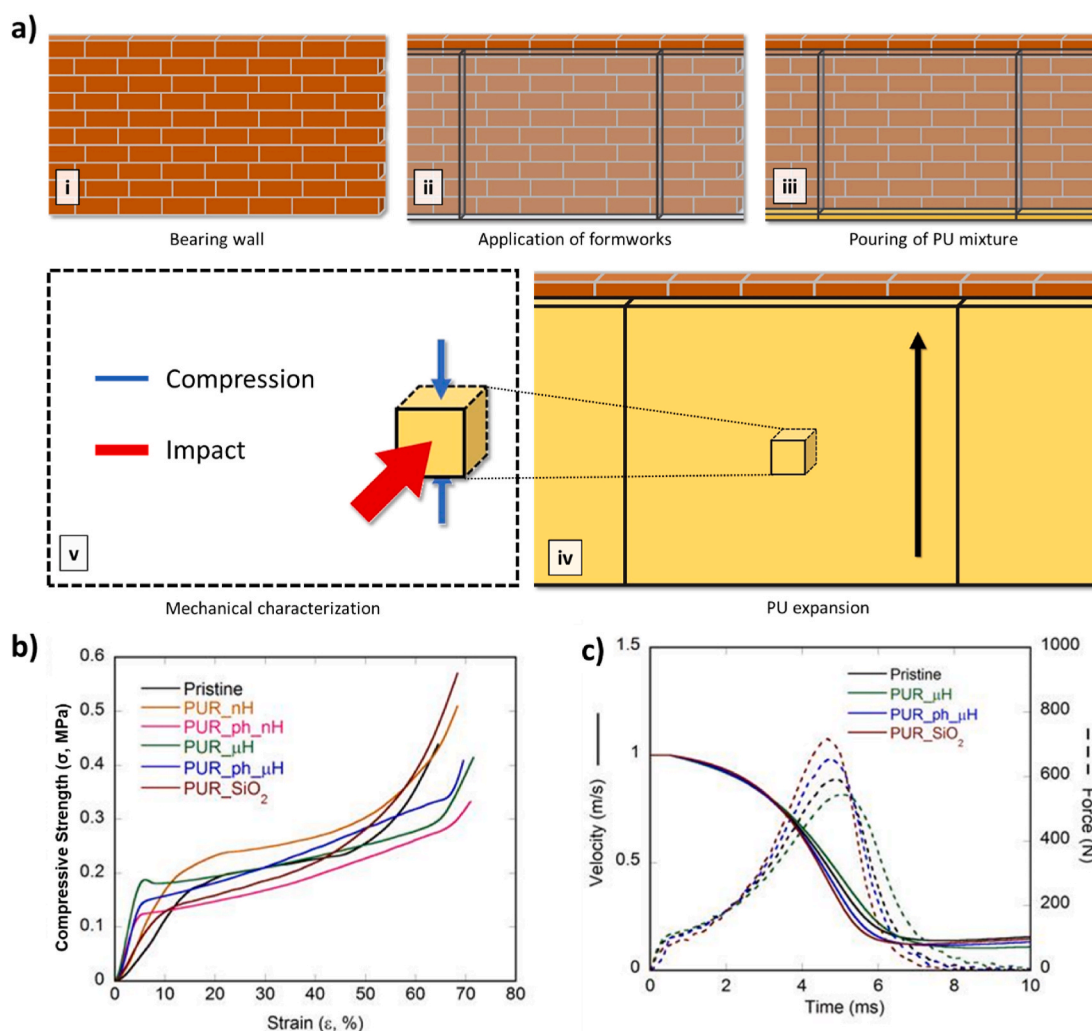 a)
i
ii
iii
Bearing wall
Application of formworks
Pouring of PU mixture
Compression
Impact
v
iv
Mechanical characterization
PU expansion
b)
Compressive Strength (σ, MPa)
0.6
0.5
0.4
0.3
0.2
0.1
0
Pristine
PUR_nH
PUR_ph_nH
PUR_μH
PUR_ph_μH
PUR_SiO₂
0 10 20 30 40 50 60 70 80
Strain (ε, %)
c)
Velocity (m/s)
1.5
1
0.5
0
Pristine
PUR_μH
PUR_ph_μH
PUR_SiO₂
1000
800
600
400
200
0
Force (N)
0 2 4 6 8 10
Time (ms)